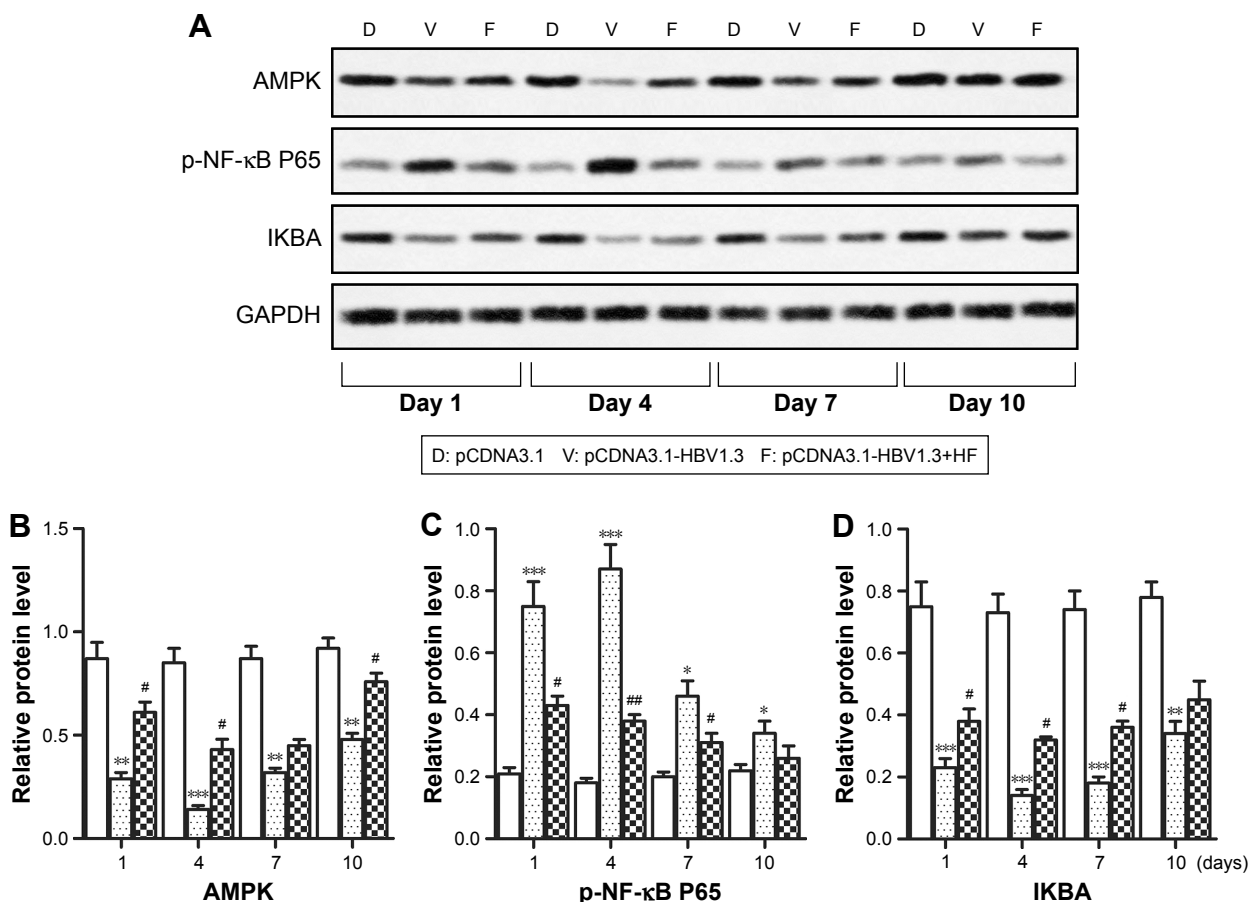 A
D V F D V F D V F D V F
AMPK
p-NF-κB P65
IKBA
GAPDH
Day 1 Day 4 Day 7 Day 10
D: pCDNA3.1 V: pCDNA3.1-HBV1.3 F: pCDNA3.1-HBV1.3+HF
B
Relative protein level
1.5
1.0
0.5
0.0
** # *** # ** ** #
1 4 7 10
AMPK
C
Relative protein level
1.0
0.8
0.6
0.4
0.2
0.0
*** # *** ## * # *
1 4 7 10
p-NF-κB P65
D
Relative protein level
1.0
0.8
0.6
0.4
0.2
0.0
*** # *** # *** # **
1 4 7 10 (days)
IKBA